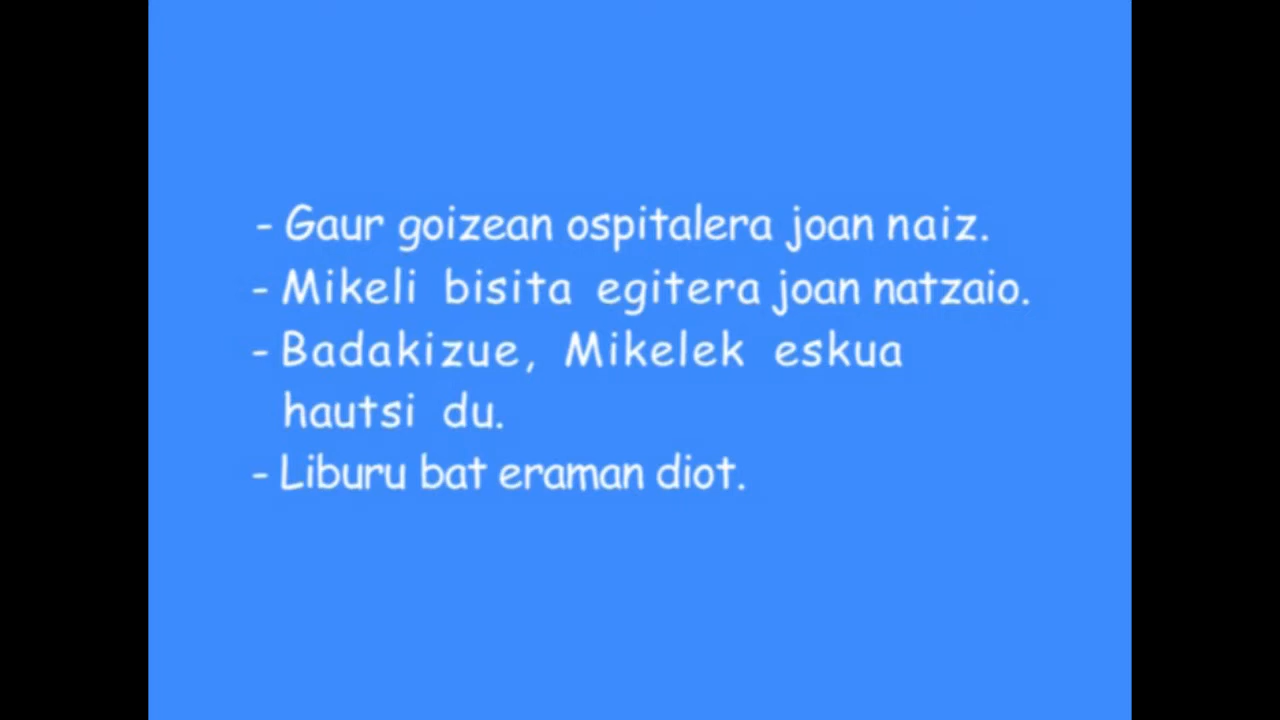 - Gaur goizean ospitalera joan naiz.
- Mikeli bisita egitera joan natzaio.
- Badakizue, Mikelek eskua
hautsi du.
- Liburu bat eraman diot.